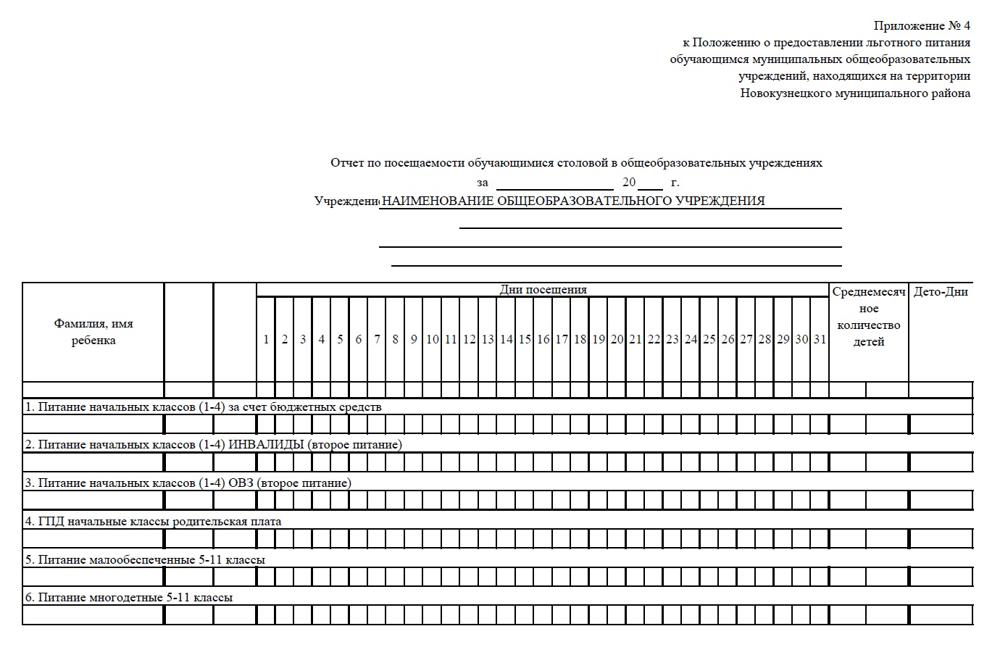 Приложение № 4
к Положению о предоставлении льготного питания
обучающимся муниципальных общеобразовательных
учреждений, находящихся на территории
Новокузнецкого муниципального района
Отчет по посещаемости обучающимися столовой в общеобразовательных учреждениях
за 20 г.
Учреждени НАИМЕНОВАНИЕ ОБЩЕОБРАЗОВАТЕЛЬНОГО УЧРЕЖДЕНИЯ
Фамилия, имя
ребенка
Дни посещения
1 2 3 4 5 6 7 8 9 10 11 12 13 14 15 16 17 18 19 20 21 22 23 24 25 26 27 28 29 30 31
Среднемесяч
ное
количество
детей
Дето-Дни
1. Питание начальных классов (1-4) за счет бюджетных средств
2. Питание начальных классов (1-4) ИНВАЛИДЫ (второе питание)
3. Питание начальных классов (1-4) ОВЗ (второе питание)
4. ГПД начальные классы родительская плата
5. Питание малообеспеченные 5-11 классы
6. Питание многодетные 5-11 классы